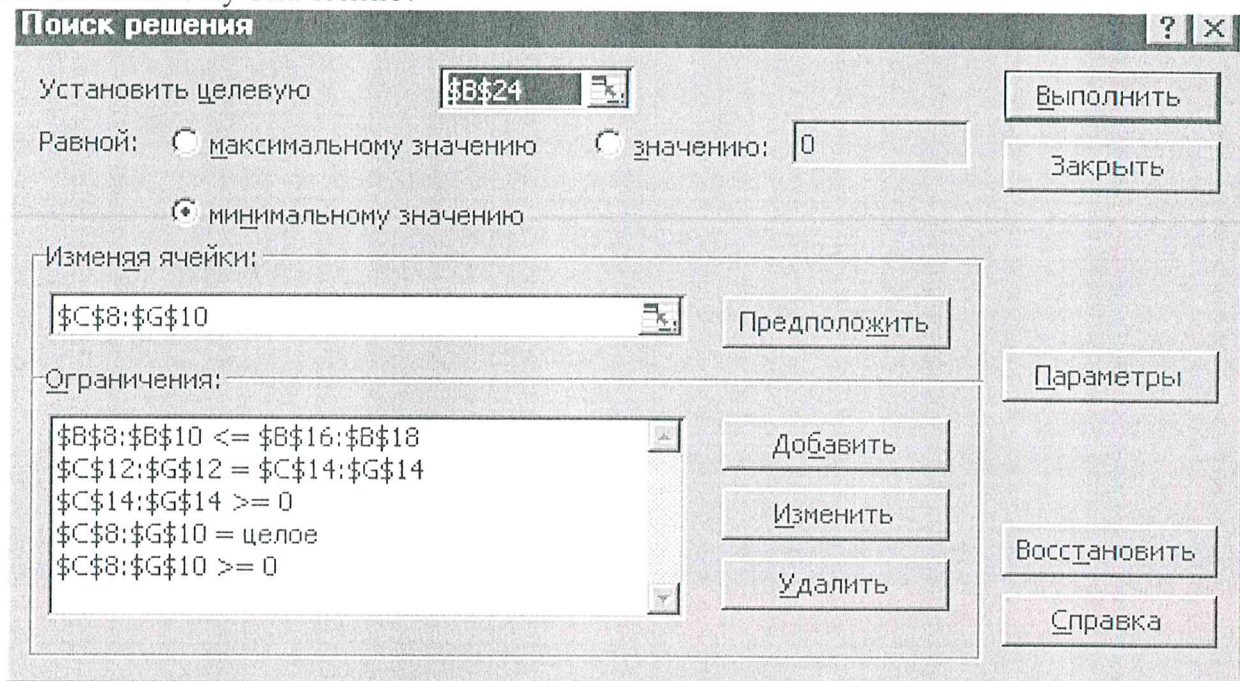 Поиск решения
Установить целевую $B$24
Выполнить
Равной: максимальному значению значению: 0
Закрыть
минимальному значению
Изменяя ячейки:
$C$8:$G$10
Предположить
Ограничения:
Параметры
$B$8:$B$10 <= $B$16:$B$18
$C$12:$G$12 = $C$14:$G$14
$C$14:$G$14 >= 0
$C$8:$G$10 = целое
$C$8:$G$10 >= 0
Добавить
Изменить
Удалить
Восстановить
Справка